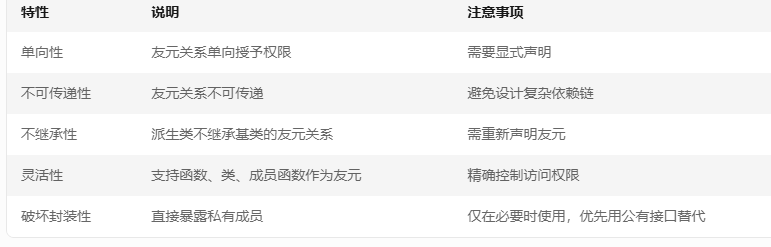 特性 说明 注意事项
单向性 友元关系单向授予权限 需要显式声明
不可传递性 友元关系不可传递 避免设计复杂依赖链
不继承性 派生类不继承基类的友元关系 需重新声明友元
灵活性 支持函数、类、成员函数作为友元 精确控制访问权限
破坏封装性 直接暴露私有成员 仅在必要时使用，优先用公有接口替代